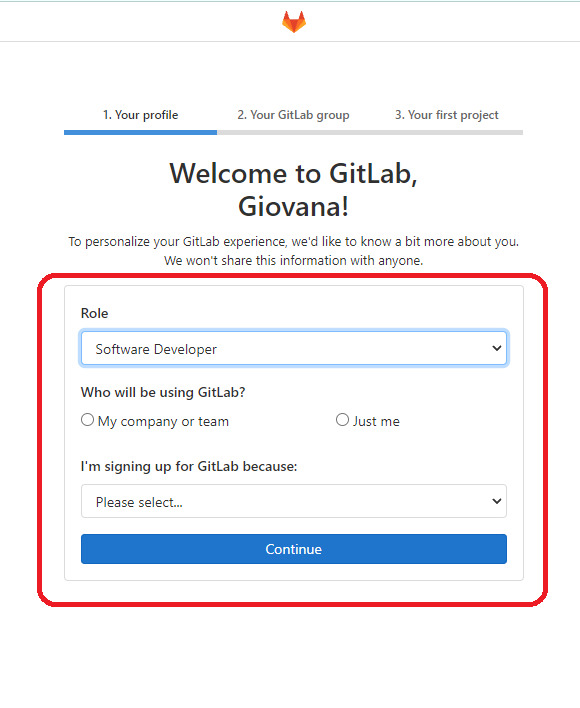 1. Your profile 2. Your GitLab group 3. Your first project
Welcome to GitLab,
Giovana!
To personalize your GitLab experience, we'd like to know a bit more about you.
We won't share this information with anyone.
Role
Software Developer
Who will be using GitLab?
My company or team Just me
I'm signing up for GitLab because:
Please select...
Continue